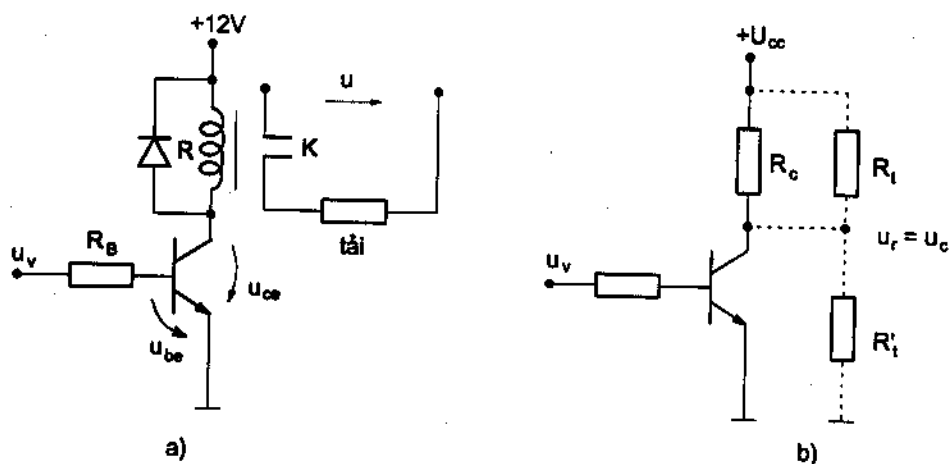 +12V
u
R
K
R_B
tải
u_v
u_ce
u_be
a)
+U_cc
R_c
R_t
u_r = u_c
u_v
R'_t
b)